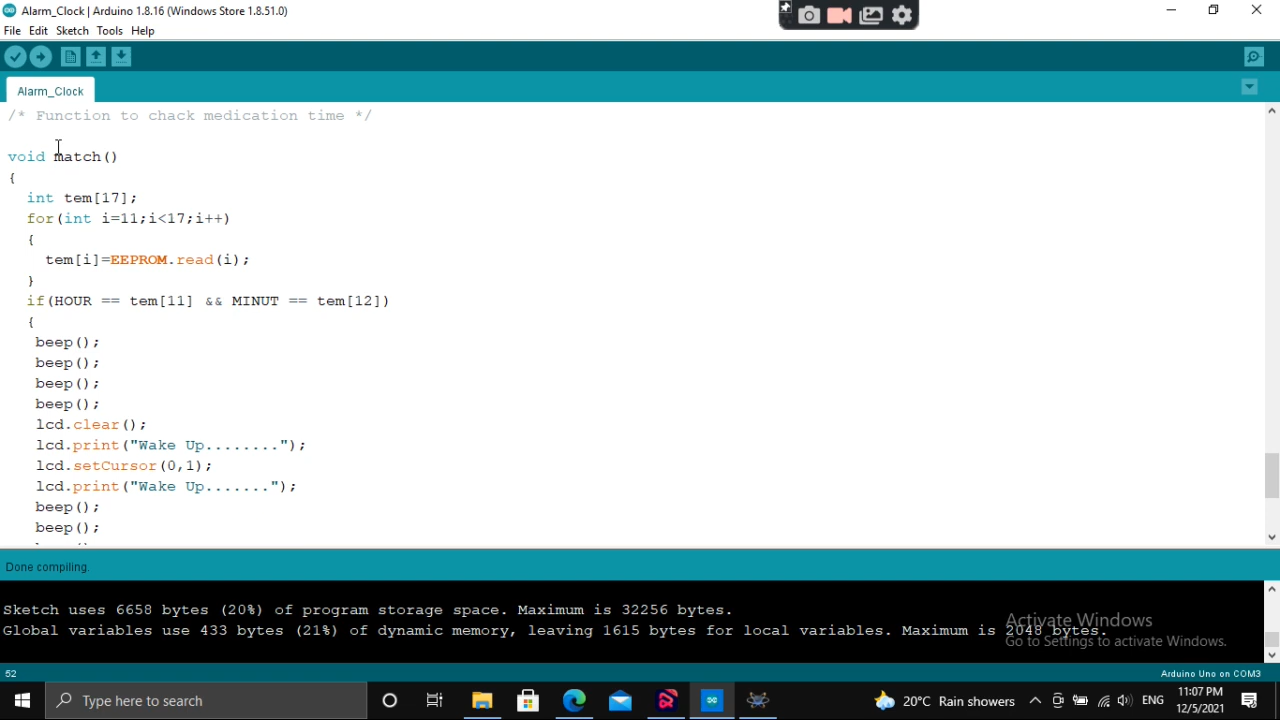 Alarm_Clock | Arduino 1.8.16 (Windows Store 1.8.51.0)
File Edit Sketch Tools Help
Alarm_Clock
/* Function to chack medication time */
void match()
{
int tem[17];
for(int i=11;i<17;i++)
{
tem[i]=EEPROM.read(i);
}
if(HOUR == tem[11] && MINUT == tem[12])
{
beep();
beep();
beep();
beep();
lcd.clear();
lcd.print("Wake Up........");
lcd.setCursor(0,1);
lcd.print("Wake Up.......");
beep();
beep();
Done compiling.
Sketch uses 6658 bytes (20%) of program storage space. Maximum is 32256 bytes.
Global variables use 433 bytes (21%) of dynamic memory, leaving 1615 bytes for local variables. Maximum is 2048 bytes.
Activate Windows
Go to Settings to activate Windows.
52
Arduino Uno on COM3
Type here to search
20°C Rain showers
ENG
11:07 PM
12/5/2021